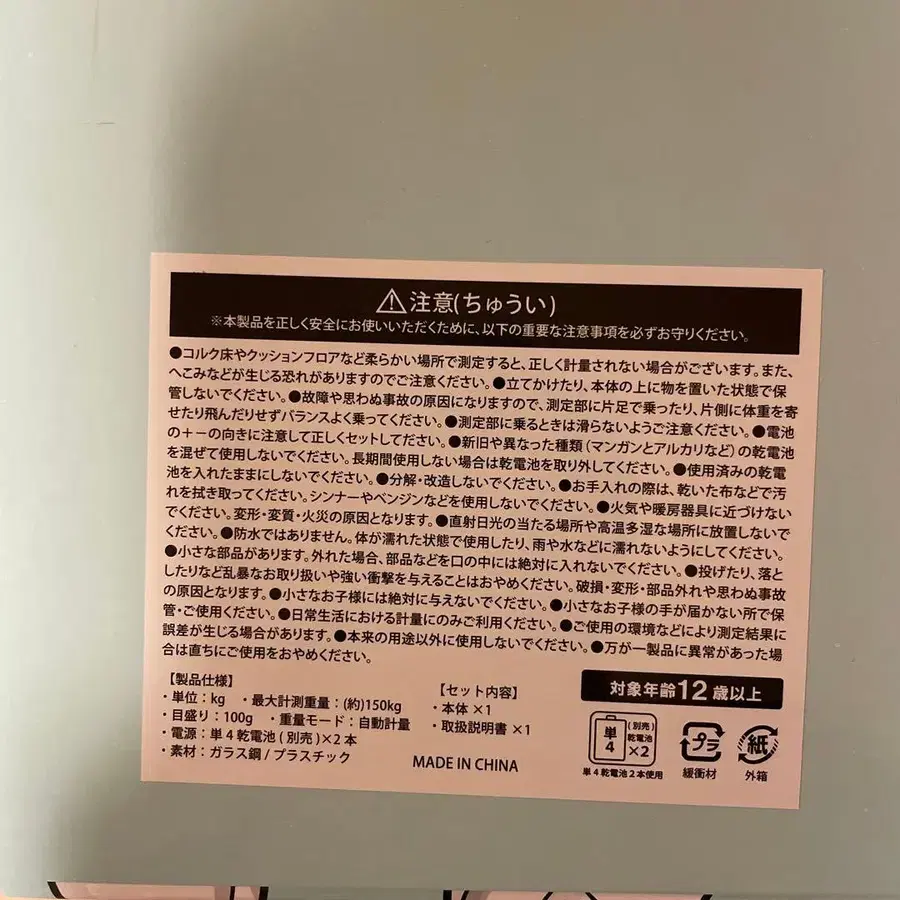 ⚠注意(ちゅうい)
※本製品を正しく安全にお使いいただくために、以下の重要な注意事項を必ずお守りください。
●コルク床やクッションフロアなど柔らかい場所で測定すると、正しく計量されない場合がございます。また、
へこみなどが生じる恐れがありますのでご注意ください。●立てかけたり、本体の上に物を置いた状態で保
管しないでください。●故障や思わぬ事故の原因になりますので、測定部に片足で乗ったり、片側に体重を寄
せたり飛んだりせずバランスよく乗ってください。●測定部に乗るときは滑らないようご注意ください。●電池
の+ーの向きに注意して正しくセットしてださい。●新旧や異なった種類(マンガンとアルカリなど)の乾電池
を混ぜて使用しないでください。長期間使用しない場合は乾電池を取り外してください。●使用済みの乾電
池を入れたままにしないでください。●分解・改造しないでください。●お手入れの際は、乾いた布などで汚
れを拭き取ってください。シンナーやベンジンなどを使用しないでください。●火気や暖房器具に近づけない
でください。変形・変質・火災の原因となります。●直射日光の当たる場所や高温多湿な場所に放置しないで
ください。●防水ではありません。体が濡れた状態で使用したり、雨や水などに濡れないようにしてください。
●小さな部品があります。外れた場合、部品などを口の中には絶対に入れないでください。●投げたり、落と
したりなど乱暴なお取り扱いや強い衝撃を与えることはおやめください。破損・変形・部品外れや思わぬ事故
の原因となります。●小さなお子様には絶対に与えないでください。●小さなお子様の手が届かない所で保
管・ご使用ください。●日常生活における計量にのみご利用ください。●ご使用の環境などにより測定結果に
誤差が生じる場合があります。●本来の用途以外に使用しないでください。●万が一製品に異常があった場
合は直ちにご使用をおやめください。
【製品仕様】
・単位：kg ・最大計測重量：(約)150kg
・目盛り：100g ・重量モード：自動計量
・電源：単4乾電池(別売)×2本
・素材：ガラス鋼/プラスチック
【セット内容】
・本体×1
・取扱説明書×1
MADE IN CHINA
対象年齢12歳以上
単4
(別売)
乾電池
×2
単4乾電池2本使用
プラ
緩衝材
紙
外箱